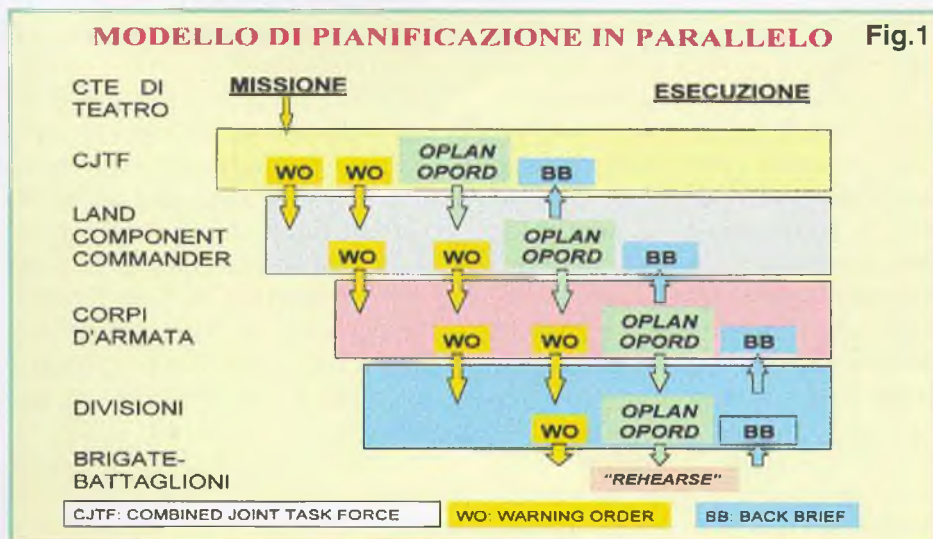 MODELLO DI PIANIFICAZIONE IN PARALLELO Fig.1
CTE DI
TEATRO
MISSIONE
ESECUZIONE
CJTF
WO
WO
OPLAN
OPORD
BB
LAND
COMPONENT
COMMANDER
WO
WO
OPLAN
OPORD
BB
CORPI
D'ARMATA
WO
WO
OPLAN
OPORD
BB
DIVISIONI
WO
OPLAN
OPORD
BB
BRIGATE-
BATTAGLIONI
"REHEARSE"
CJTF: COMBINED JOINT TASK FORCE
WO: WARNING ORDER
BB: BACK BRIEF